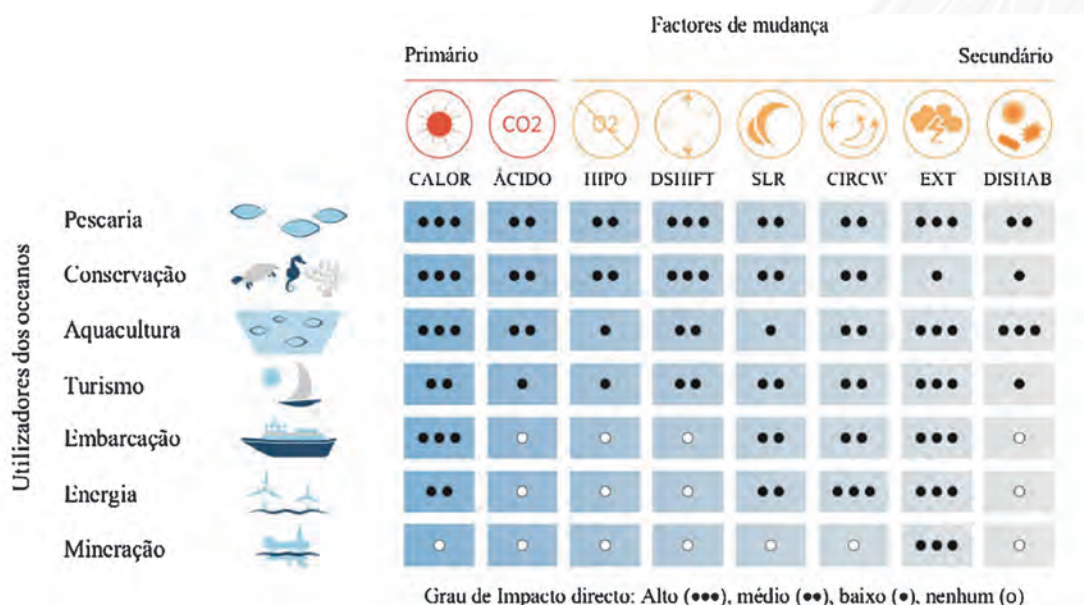 Factores de mudança
Primário Secundário
CO2 O2
CALOR ÁCIDO HIPO DSHIFT SLR CIRCW EXT DISHAB
Utilizadores dos oceanos
Pescaria ●●● ●● ●● ●●● ●● ●● ●●● ●●
Conservação ●●● ●● ●● ●●● ●● ●● ● ●
Aquacultura ●●● ●● ● ●● ● ●● ●●● ●●●
Turismo ●● ● ● ●● ●● ●● ●●● ●
Embarcação ●●● ○ ○ ○ ●● ●● ●●● ○
Energia ●● ○ ○ ○ ●● ●●● ●●● ○
Mineração ○ ○ ○ ○ ○ ○ ●●● ○
Grau de Impacto directo: Alto (●●●), médio (●●), baixo (●), nenhum (o)